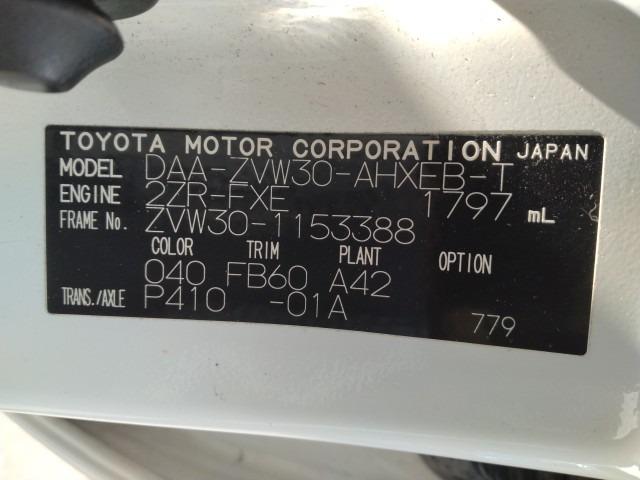 TOYOTA MOTOR CORPORATION JAPAN
MODEL DAA-ZVW30-AHXEB-T
ENGINE 2ZR-FXE 1797 mL
FRAME No. ZVW30-1153388
COLOR TRIM PLANT OPTION
040 FB60 A42
TRANS./AXLE P410 -01A
779